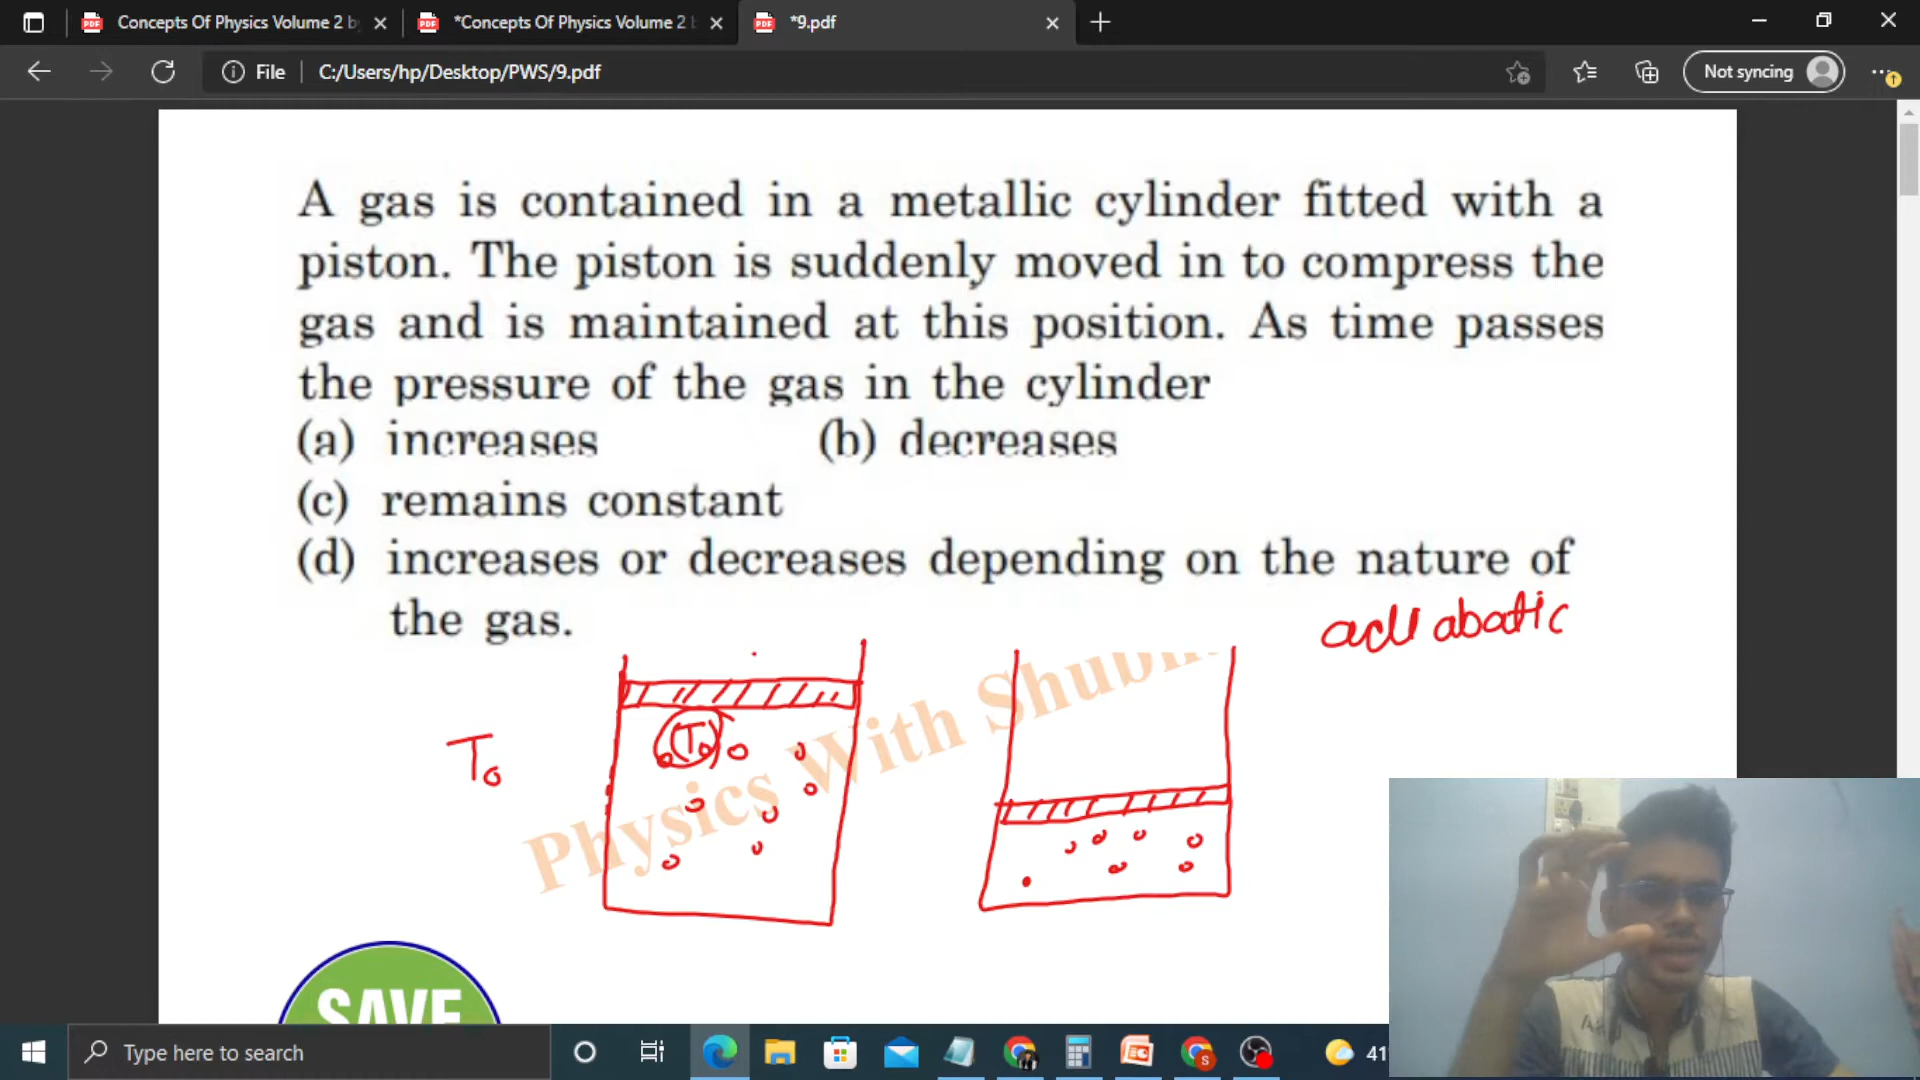 Concepts Of Physics Volume 2 b
*Concepts Of Physics Volume 2 b
*9.pdf
File
C:/Users/hp/Desktop/PWS/9.pdf
Not syncing
A gas is contained in a metallic cylinder fitted with a
piston. The piston is suddenly moved in to compress the
gas and is maintained at this position. As time passes
the pressure of the gas in the cylinder
(a) increases (b) decreases
(c) remains constant
(d) increases or decreases depending on the nature of
the gas.
adiabatic
T₀
(T₀)
Physics With Shubh
SAVE
Type here to search
41